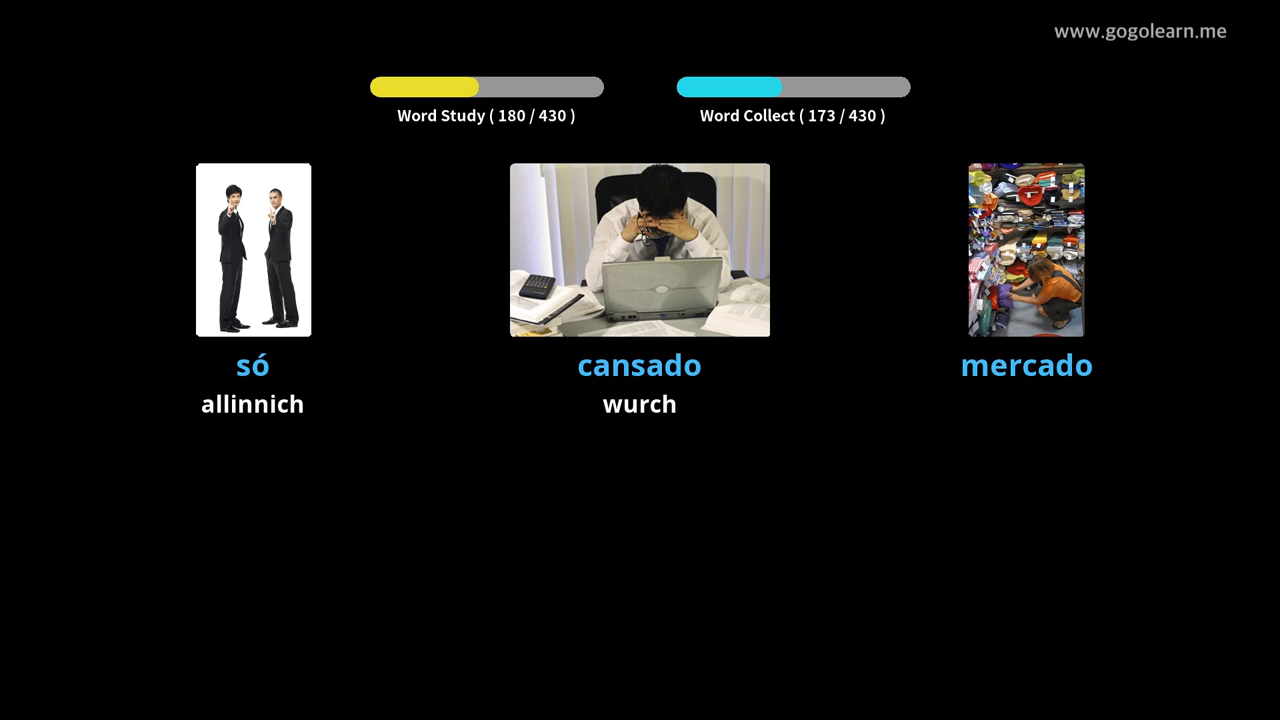 www.gogolearn.me
Word Study ( 180 / 430 )
Word Collect ( 173 / 430 )
só
cansado
mercado
allinnich
wurch